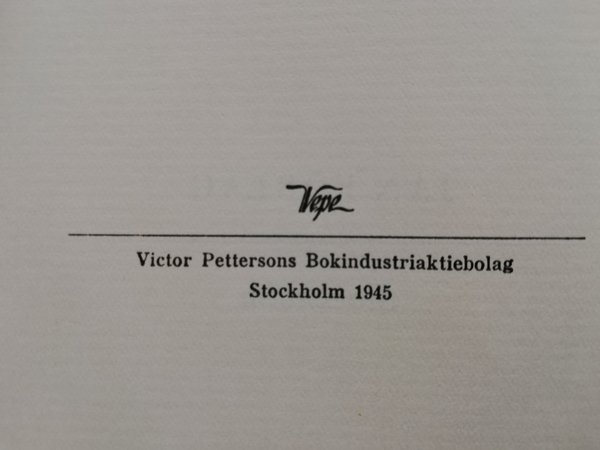 Vepe
Victor Pettersons Bokindustriaktiebolag
Stockholm 1945